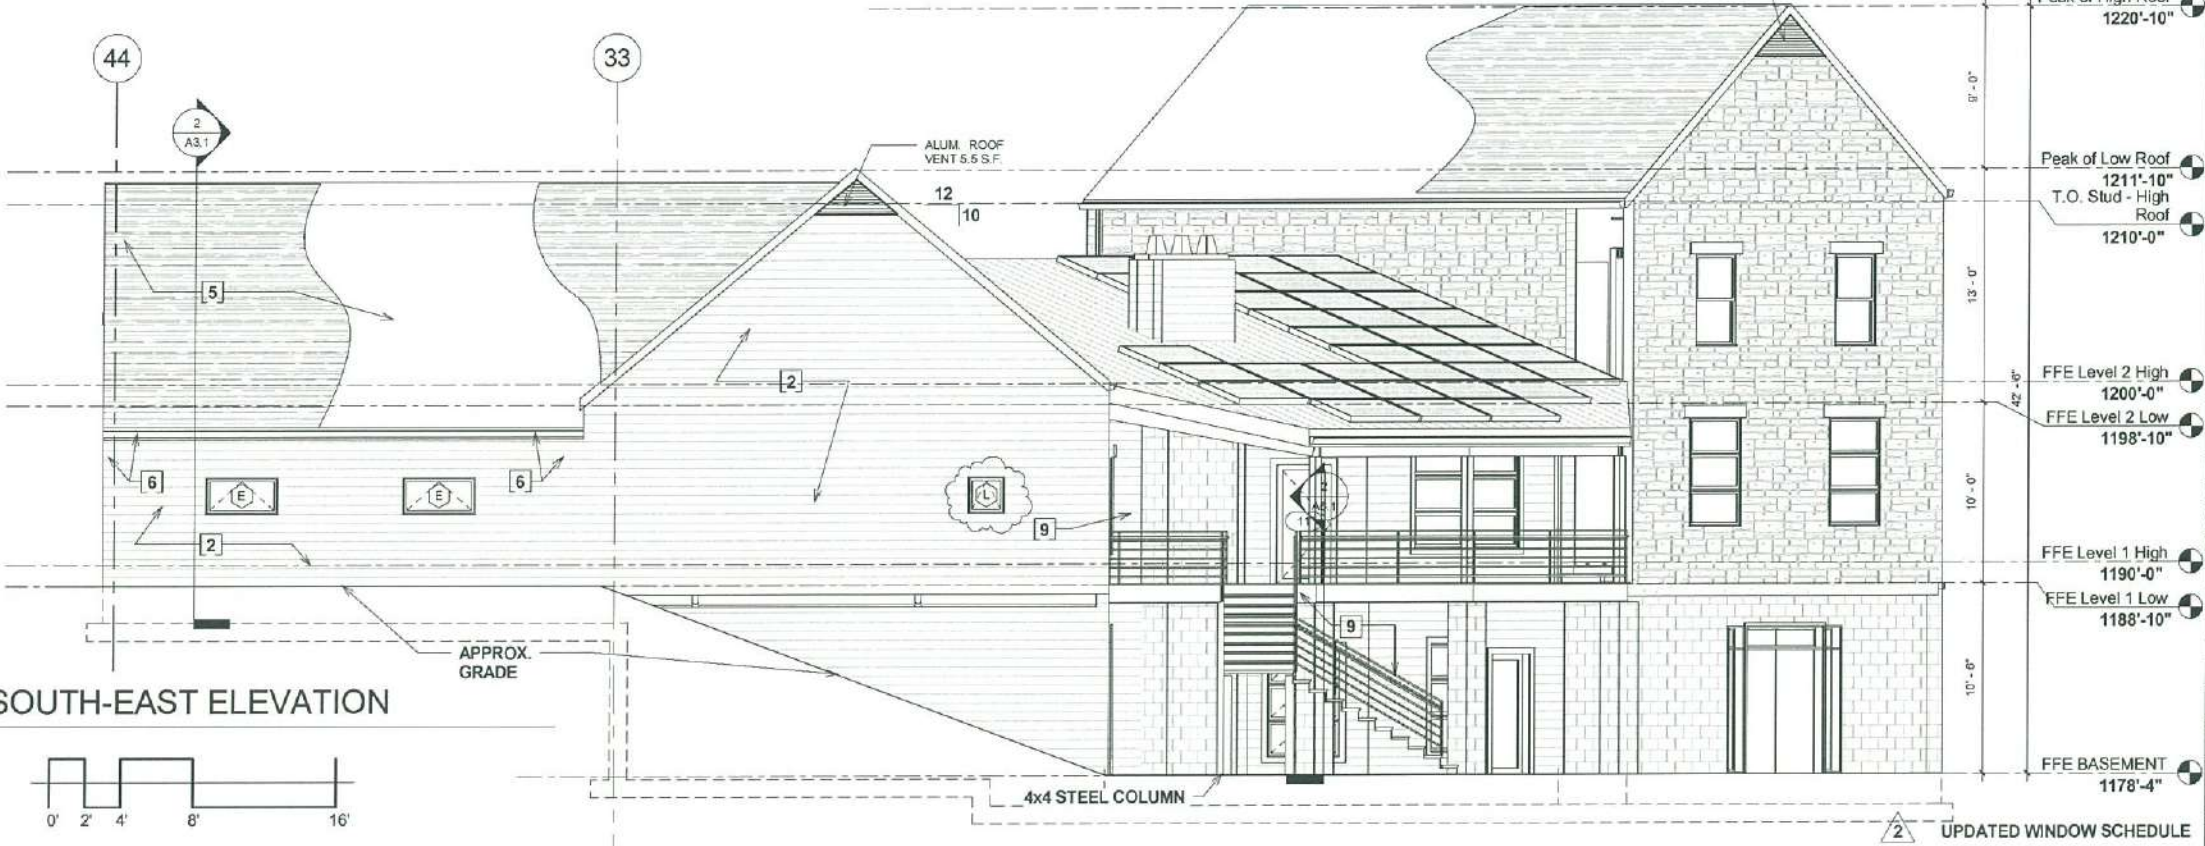 1220'-10"
44
33
2
A3.1
ALUM. ROOF
VENT 5.5 S.F.
12
10
9' - 0"
Peak of Low Roof
1211'-10"
T.O. Stud - High
Roof
1210'-0"
5
13' - 0"
2
FFE Level 2 High
1200'-0"
42' - 6"
FFE Level 2 Low
1198'-10"
6
6
E
E
L
9
2
2
11
10' - 0"
FFE Level 1 High
1190'-0"
FFE Level 1 Low
1188'-10"
9
APPROX.
GRADE
10' - 6"
SOUTH-EAST ELEVATION
FFE BASEMENT
1178'-4"
4x4 STEEL COLUMN
0' 2' 4' 8' 16'
2 UPDATED WINDOW SCHEDULE